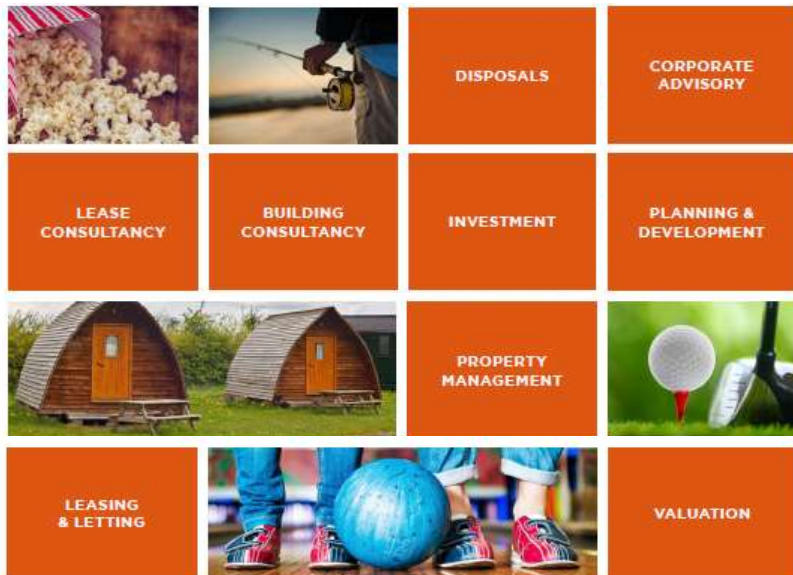 DISPOSALS
CORPORATE
ADVISORY
LEASE
CONSULTANCY
BUILDING
CONSULTANCY
INVESTMENT
PLANNING &
DEVELOPMENT
PROPERTY
MANAGEMENT
LEASING
& LETTING
VALUATION